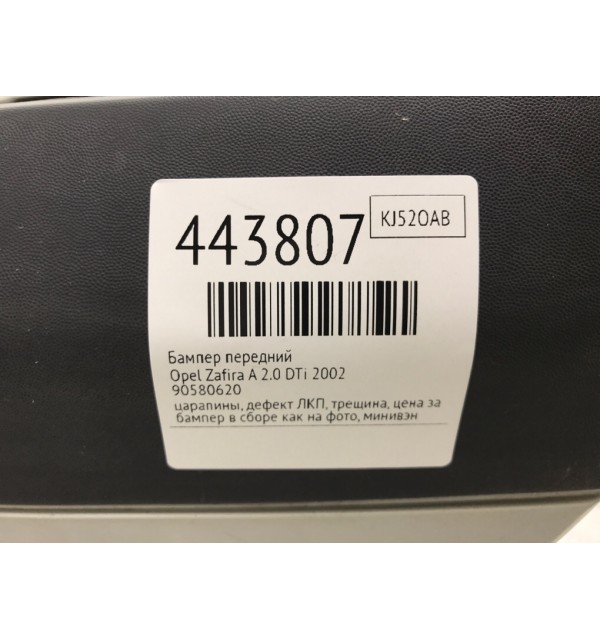 443807
KJ520AB
Бампер передний
Opel Zafira A 2.0 DTi 2002
90580620
царапины, дефект ЛКП, трещина, цена за
бампер в сборе как на фото, минивэн